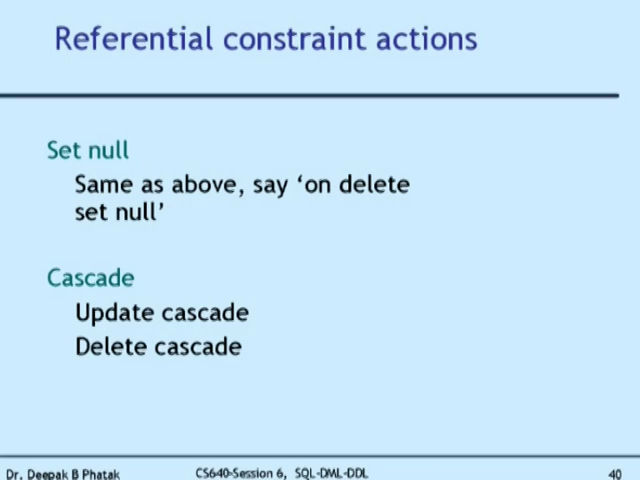 Referential constraint actions
Set null
Same as above, say ‘on delete
set null’
Cascade
Update cascade
Delete cascade
Dr. Deepak B Phatak
CS640-Session 6, SQL-DML-DDL
40